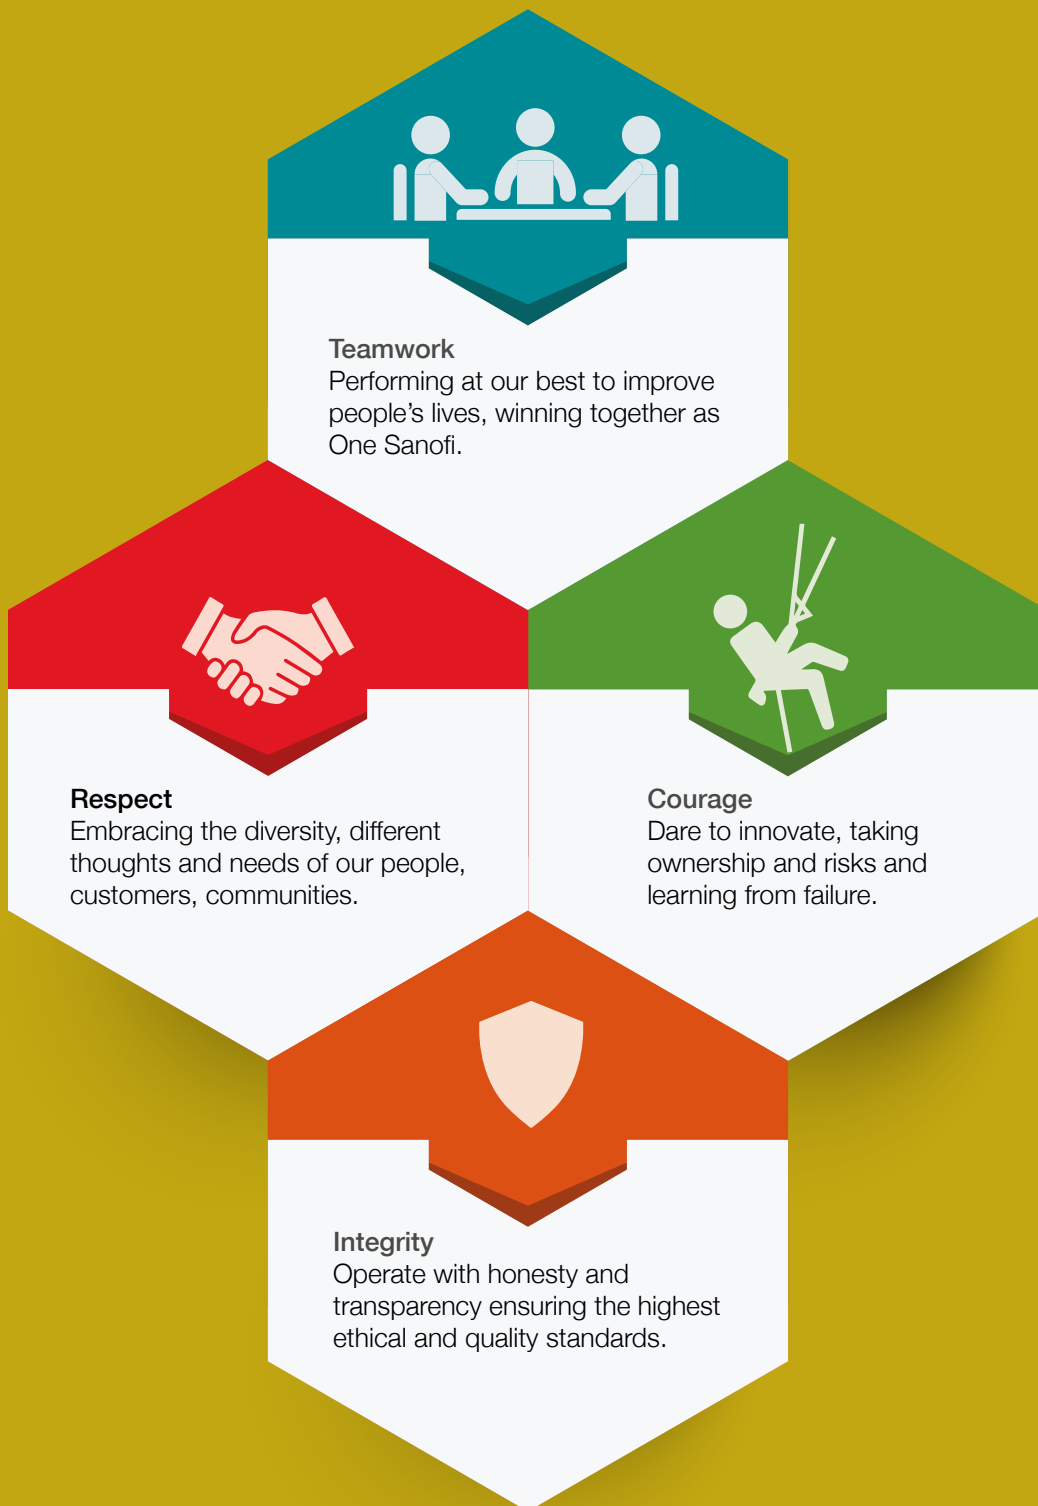 Teamwork
Performing at our best to improve
people’s lives, winning together as
One Sanofi.
Respect
Embracing the diversity, different
thoughts and needs of our people,
customers, communities.
Courage
Dare to innovate, taking
ownership and risks and
learning from failure.
Integrity
Operate with honesty and
transparency ensuring the highest
ethical and quality standards.